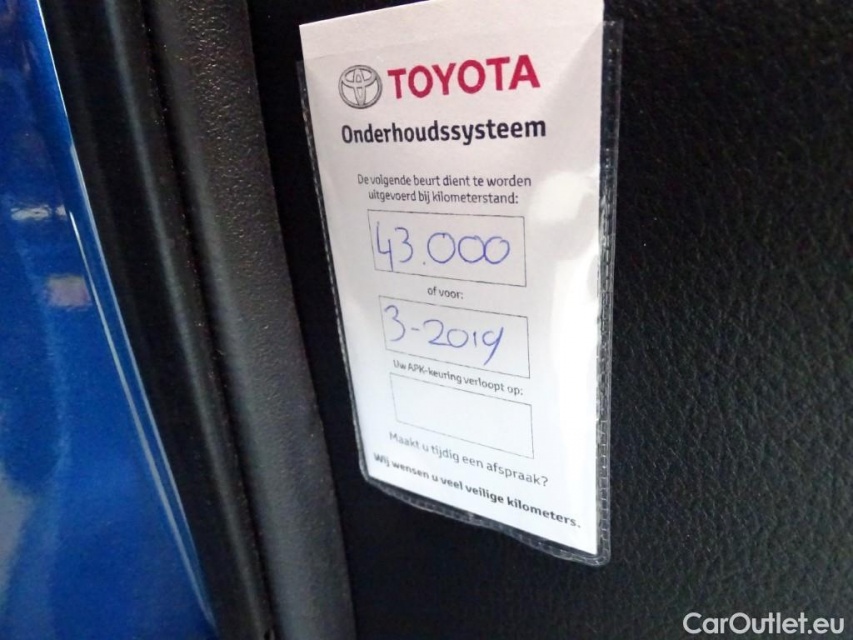 TOYOTA
Onderhoudssysteem
De volgende beurt dient te worden
uitgevoerd bij kilometerstand:
43.000
of voor:
3-2019
Uw APK-keuring verloopt op:
Maakt u tijdig een afspraak?
Wij wensen u veel veilige kilometers.
CarOutlet.eu